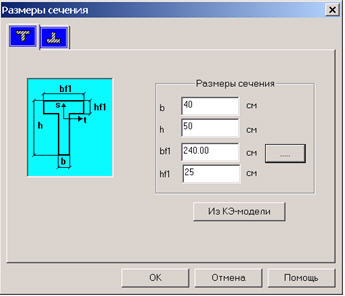 Размеры сечения
bf1
s
hf1
h
t
b
Размеры сечения
b 40 см
h 50 см
bf1 240.00 см .....
hf1 25 см
Из КЭ-модели
ОК Отмена Помощь